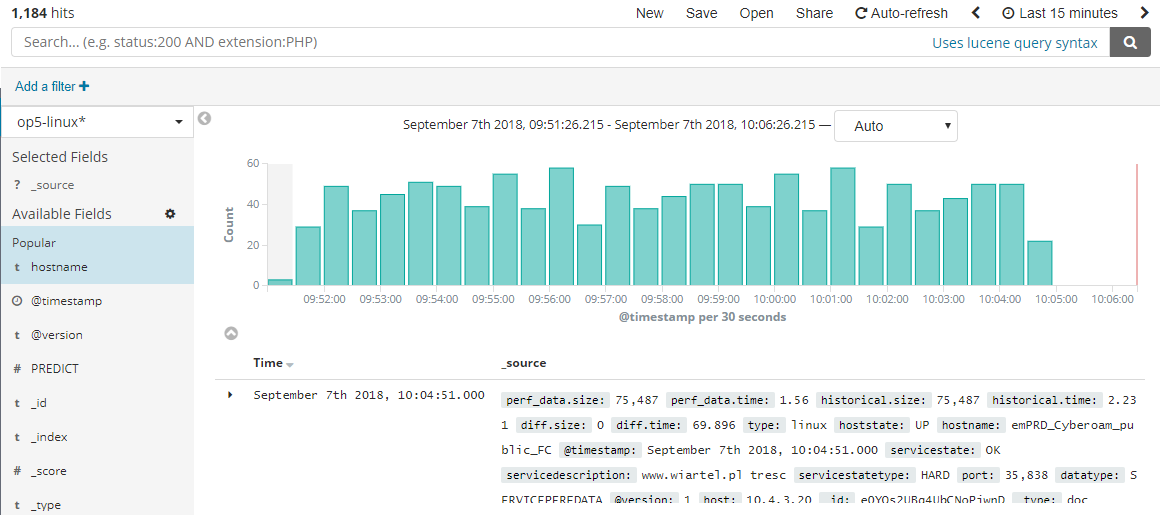 1,184 hits New Save Open Share Auto-refresh Last 15 minutes
Search... (e.g. status:200 AND extension:PHP) Uses lucene query syntax
Add a filter
op5-linux*
September 7th 2018, 09:51:26.215 - September 7th 2018, 10:06:26.215 — Auto
Selected Fields
? _source
Available Fields
Popular
t hostname
@timestamp
t @version
# PREDICT
t _id
t _index
# _score
t _type
Count
60
40
20
0
09:52:00 09:53:00 09:54:00 09:55:00 09:56:00 09:57:00 09:58:00 09:59:00 10:00:00 10:01:00 10:02:00 10:03:00 10:04:00 10:05:00 10:06:00
@timestamp per 30 seconds
Time _source
September 7th 2018, 10:04:51.000 perf_data.size: 75,487 perf_data.time: 1.56 historical.size: 75,487 historical.time: 2.23
1 diff.size: 0 diff.time: 69.896 type: linux hoststate: UP hostname: emPRD_Cyberoam_pu
blic_FC @timestamp: September 7th 2018, 10:04:51.000 servicestate: OK
servicedescription: www.wiartel.pl tresc servicestatetype: HARD port: 35,838 datatype: S
ERVICEPERFDATA @version: 1 host: 10.4.3.20 _id: _type: doc